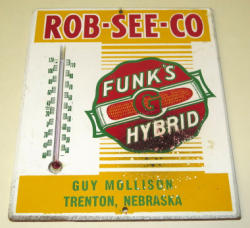 ROB-SEE-CO
FUNK'S
G
HYBRID
GUY MOLLISON
TRENTON, NEBRASKA